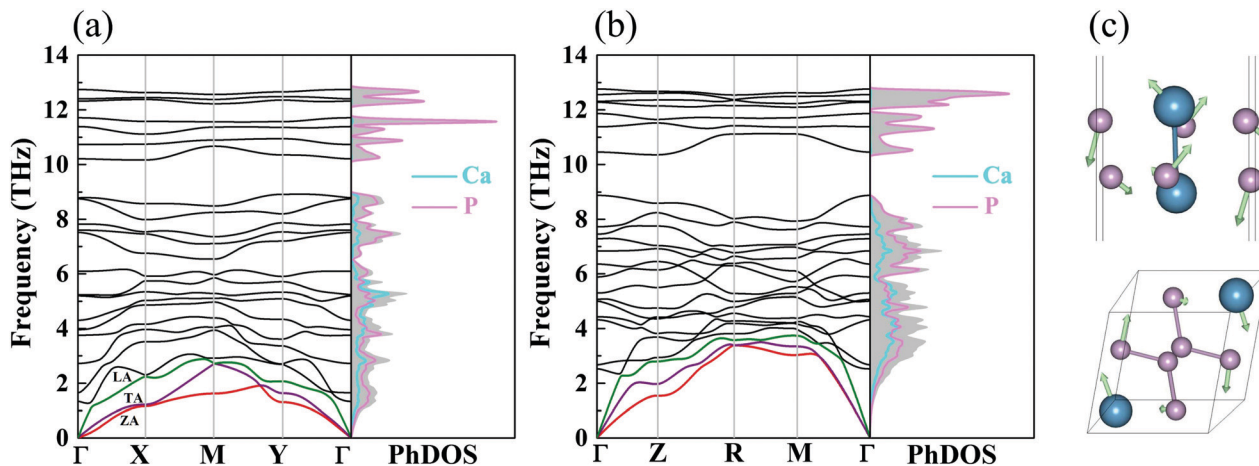 (a)
Frequency (THz)
14
12
10
8
6
4
2
0
LA
TA
ZA
Ca
P
Γ X M Y Γ PhDOS
(b)
Frequency (THz)
14
12
10
8
6
4
2
0
Ca
P
Γ Z R M Γ PhDOS
(c)